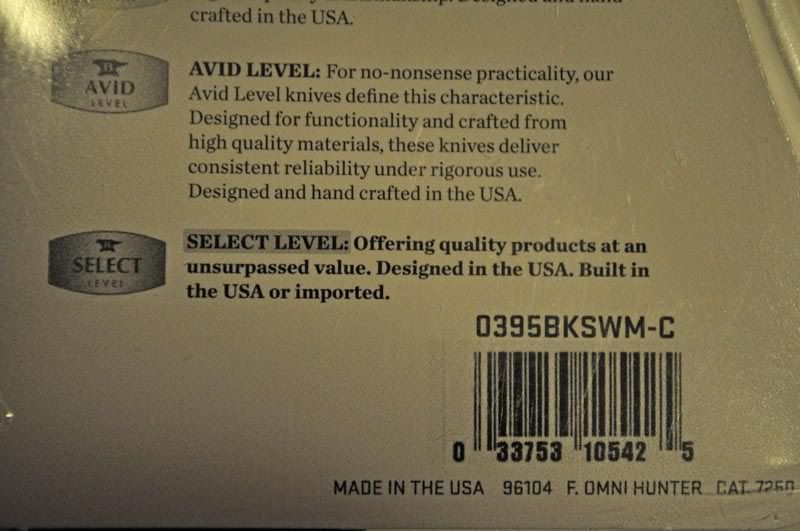 crafted in the USA.
AVID
LEVEL
AVID LEVEL: For no-nonsense practicality, our
Avid Level knives define this characteristic.
Designed for functionality and crafted from
high quality materials, these knives deliver
consistent reliability under rigorous use.
Designed and hand crafted in the USA.
SELECT
LEVEL
SELECT LEVEL: Offering quality products at an
unsurpassed value. Designed in the USA. Built in
the USA or imported.
0395BKSWM-C
0 33753 10542 5
MADE IN THE USA 96104 F. OMNI HUNTER CAT.